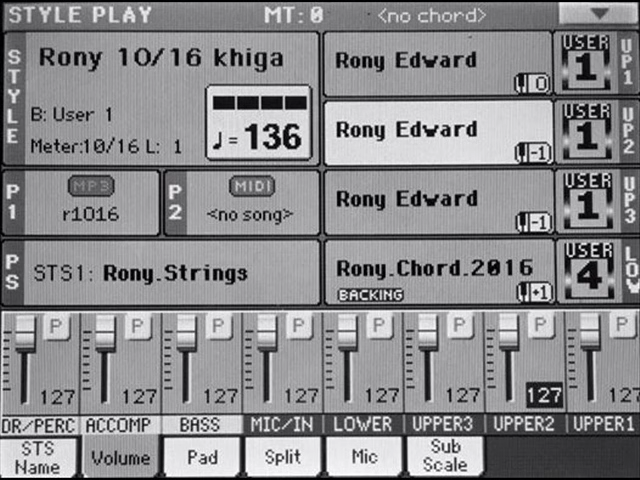 STYLE PLAY MT: 0 <no chord>
STYLE
Rony 10/16 khiga
B: User 1
Meter:10/16 L: 1
♩= 136
Rony Edward
0
USER
1
UP1
Rony Edward
-1
USER
1
UP2
P1
MP3
r1016
P2
MIDI
<no song>
Rony Edward
-1
USER
1
UP3
PS
STS1: Rony.Strings
Rony.Chord.2016
BACKING
+1
USER
4
LOW
P P P P P P P P
127 127 127 127 127 127 127 127
DR/PERC ACCOMP BASS MIC/IN LOWER UPPER3 UPPER2 UPPER1
STS Name
Volume
Pad
Split
Mic
Sub Scale